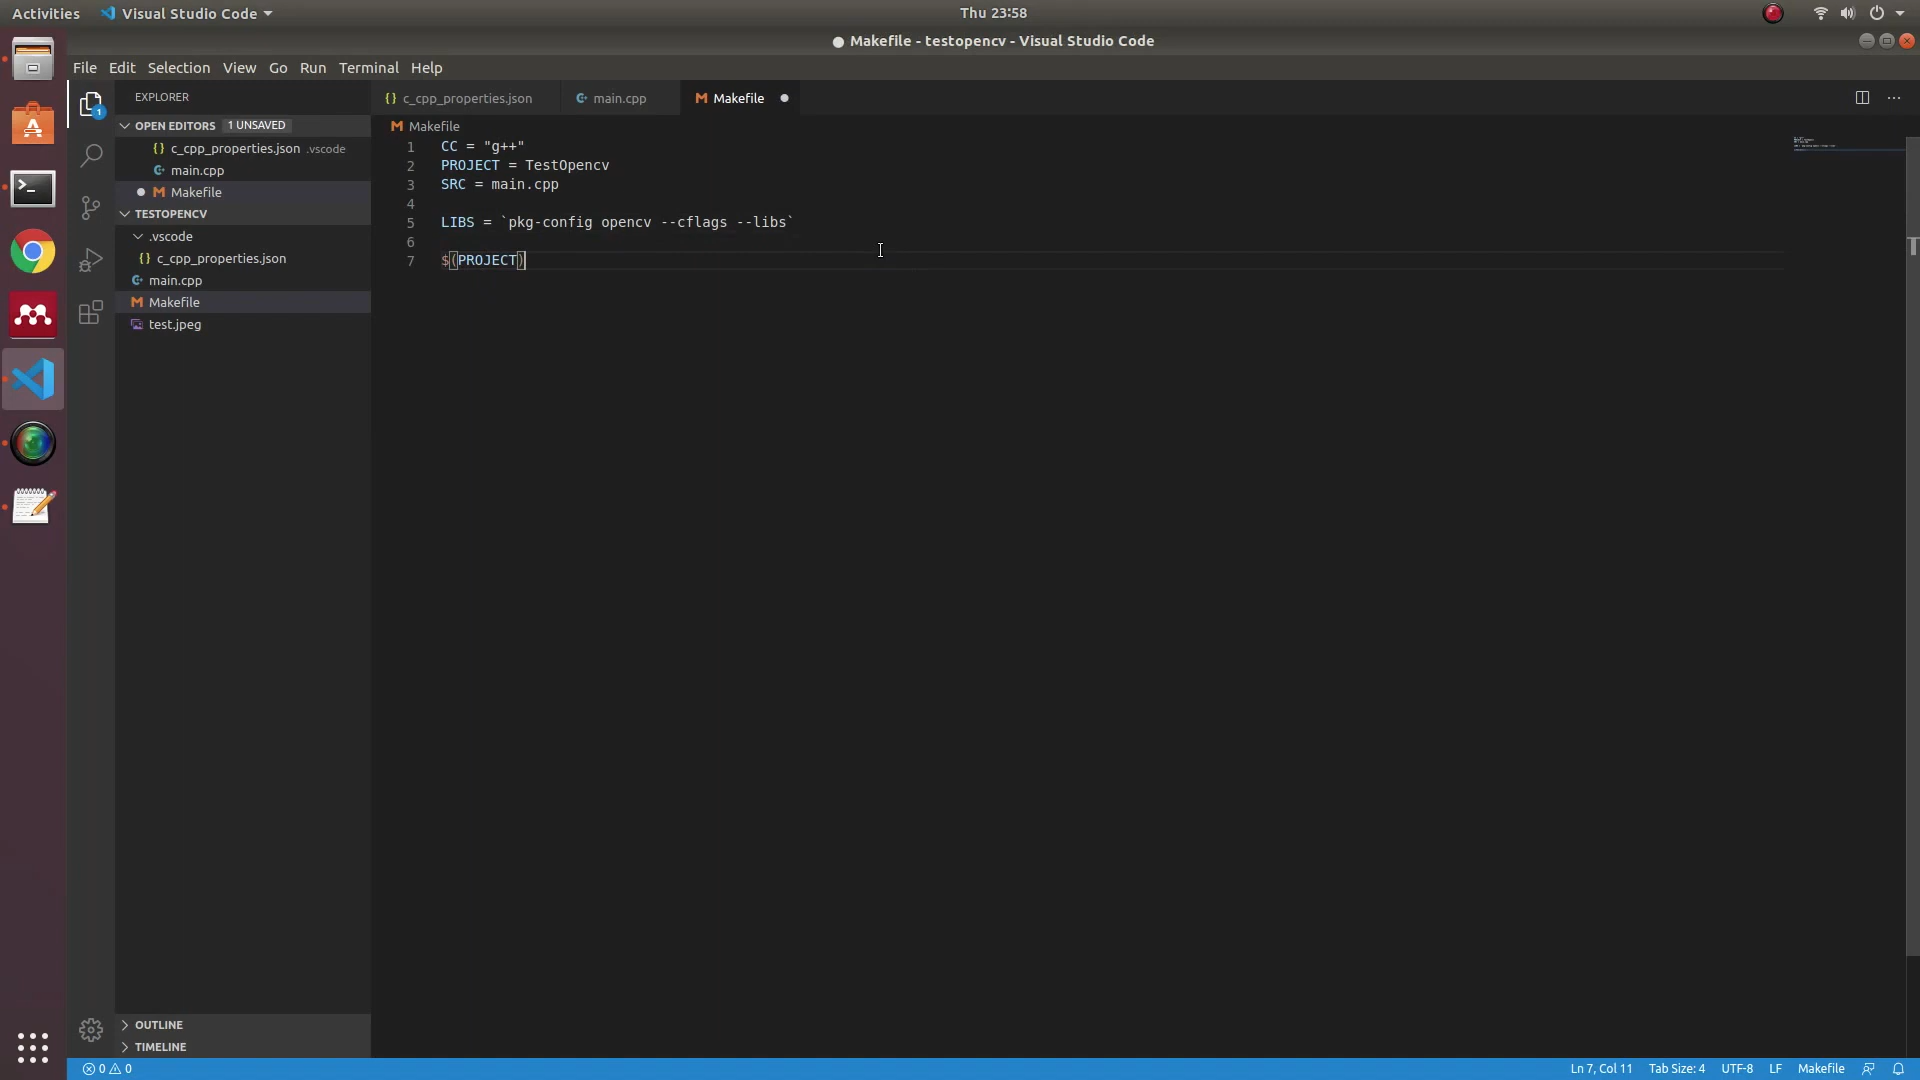 Activities Visual Studio Code Thu 23:58
● Makefile - testopencv - Visual Studio Code
File Edit Selection View Go Run Terminal Help
EXPLORER
1
OPEN EDITORS 1 UNSAVED
{} c_cpp_properties.json .vscode
main.cpp
● M Makefile
TESTOPENCV
.vscode
{} c_cpp_properties.json
main.cpp
M Makefile
test.jpeg
OUTLINE
TIMELINE
{} c_cpp_properties.json main.cpp M Makefile ●
M Makefile
1 CC = "g++"
2 PROJECT = TestOpencv
3 SRC = main.cpp
4
5 LIBS = `pkg-config opencv --cflags --libs`
6
7 $(PROJECT)
0 0 Ln 7, Col 11 Tab Size: 4 UTF-8 LF Makefile